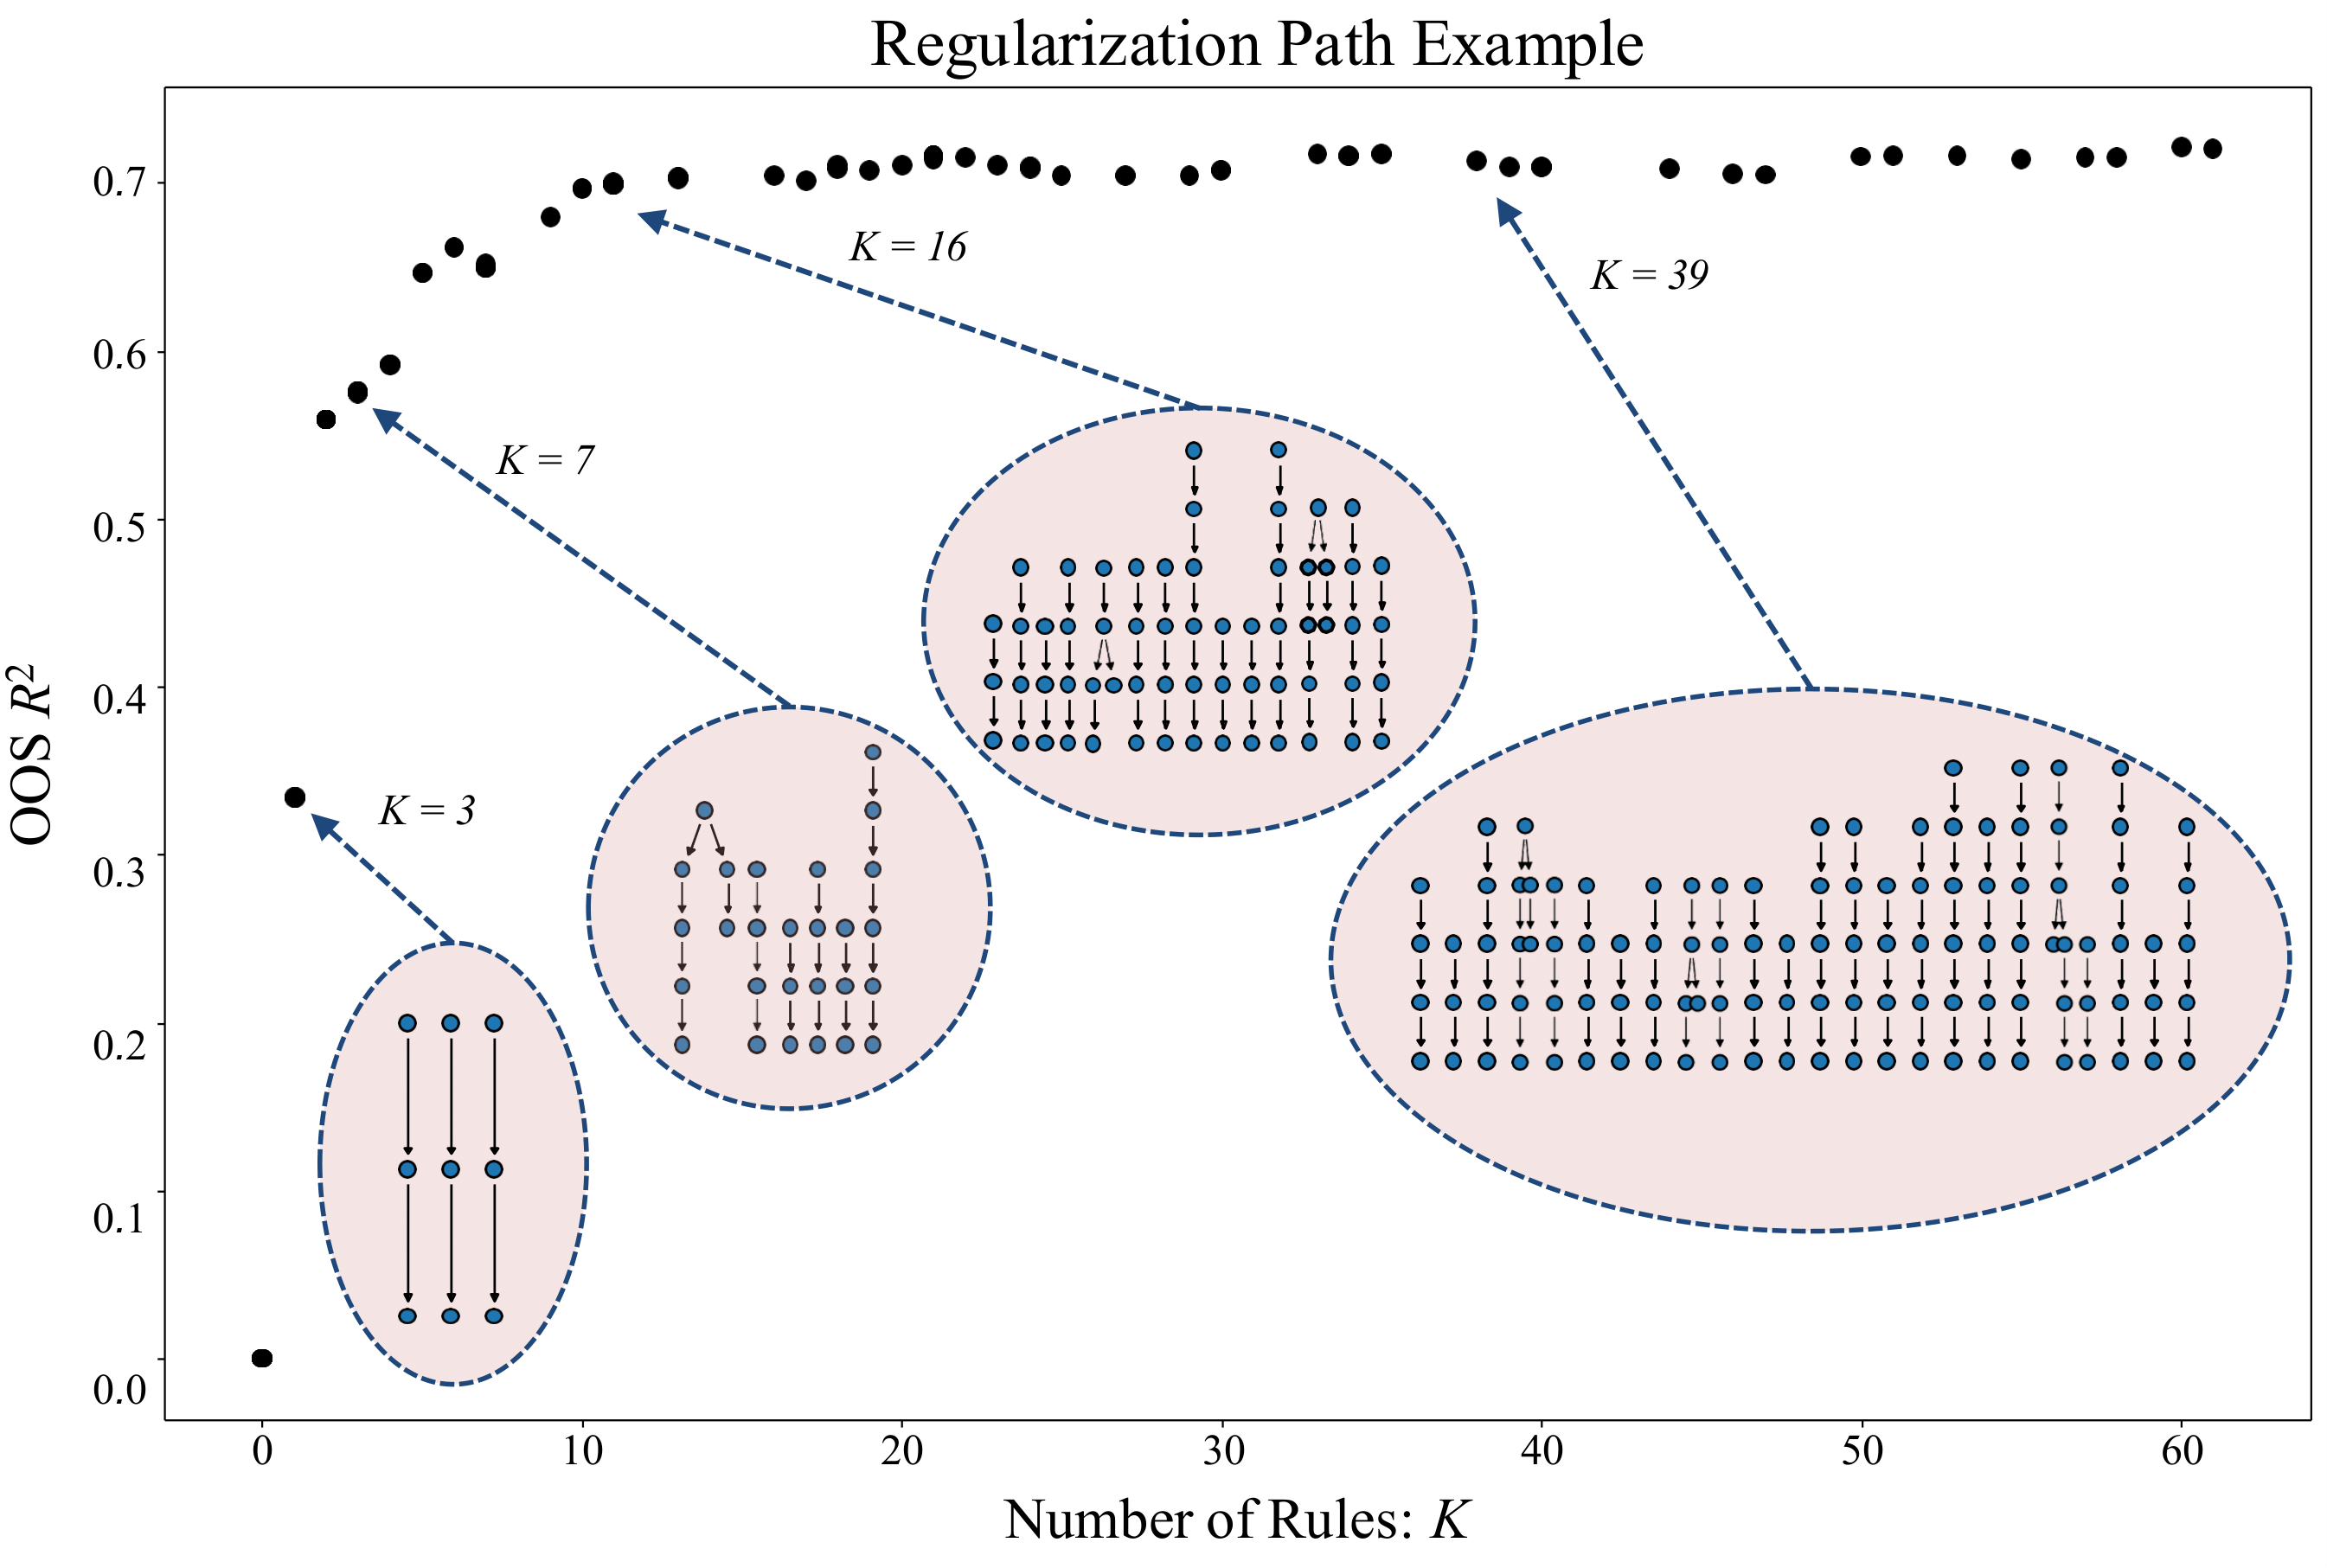 Regularization Path Example
0.7
0.6
0.5
0.4
0.3
0.2
0.1
0.0
OOS R²
K = 16
K = 39
K = 7
K = 3
0 10 20 30 40 50 60
Number of Rules: K